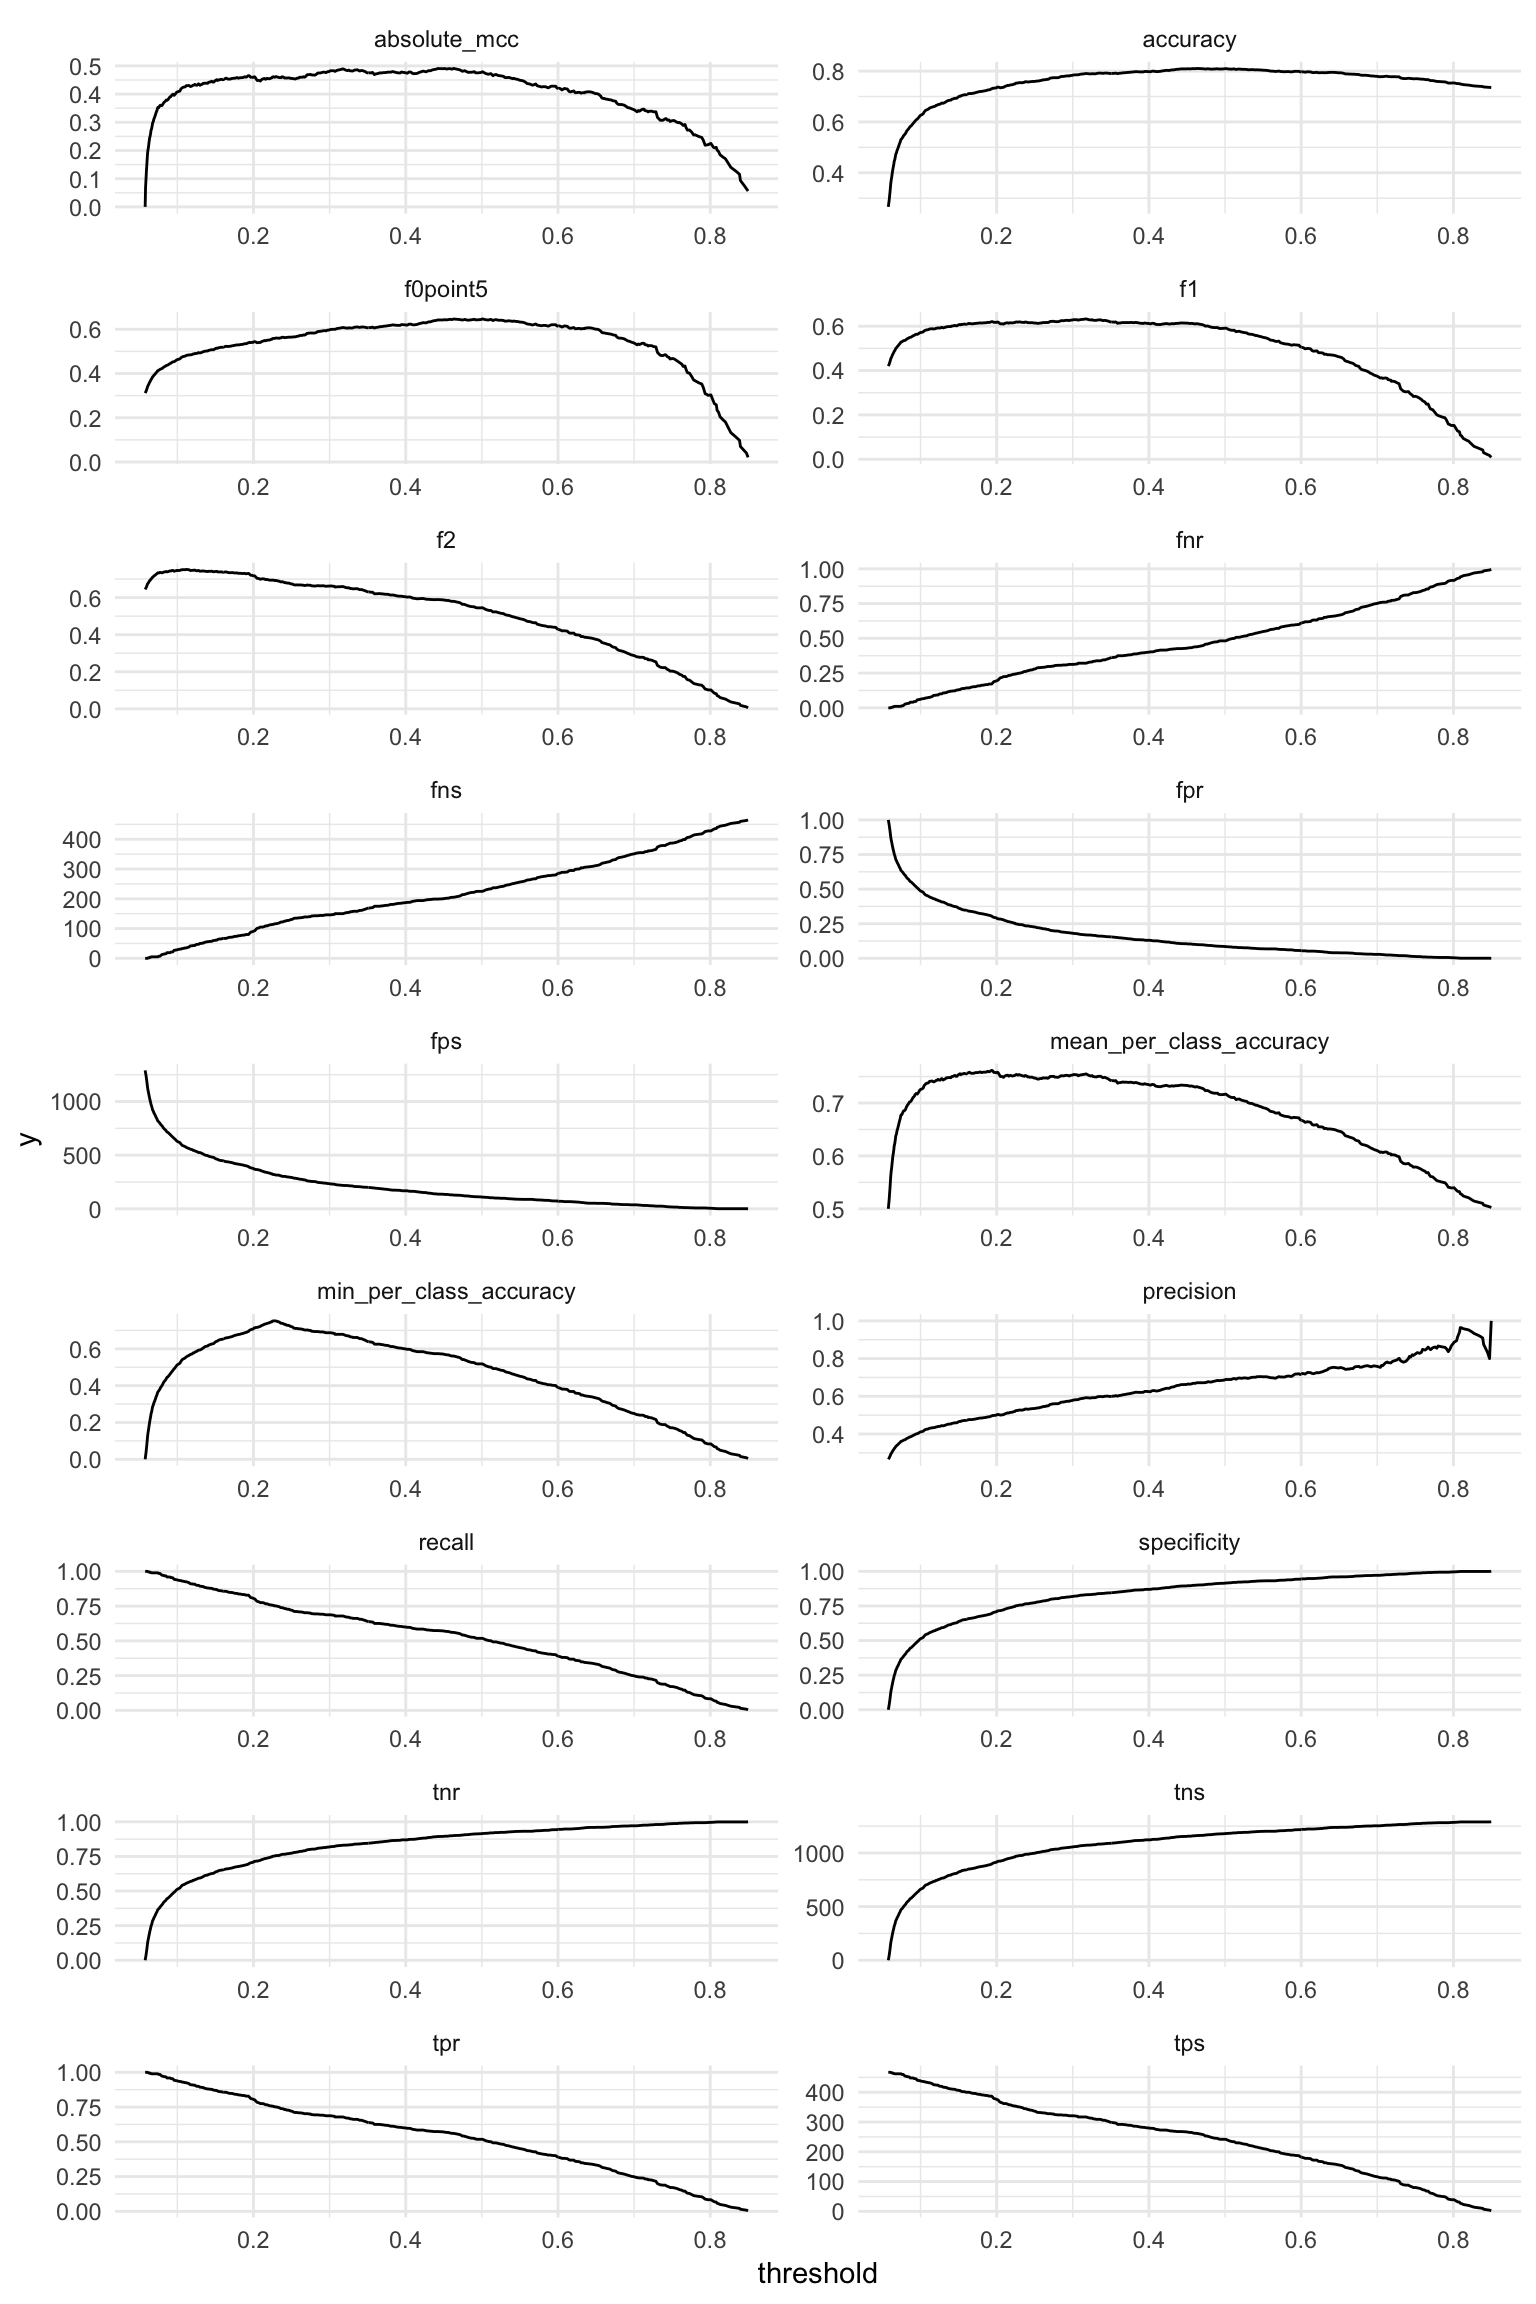 absolute_mcc
accuracy
0.5
0.4
0.3
0.2
0.1
0.0
0.8
0.6
0.4
0.2 0.4 0.6 0.8
0.2 0.4 0.6 0.8
f0point5
f1
0.6
0.4
0.2
0.0
0.6
0.4
0.2
0.0
0.2 0.4 0.6 0.8
0.2 0.4 0.6 0.8
f2
fnr
0.6
0.4
0.2
0.0
1.00
0.75
0.50
0.25
0.00
0.2 0.4 0.6 0.8
0.2 0.4 0.6 0.8
fns
fpr
400
300
200
100
0
1.00
0.75
0.50
0.25
0.00
0.2 0.4 0.6 0.8
0.2 0.4 0.6 0.8
fps
mean_per_class_accuracy
1000
500
0
0.7
0.6
0.5
y
0.2 0.4 0.6 0.8
0.2 0.4 0.6 0.8
min_per_class_accuracy
precision
0.6
0.4
0.2
0.0
1.0
0.8
0.6
0.4
0.2 0.4 0.6 0.8
0.2 0.4 0.6 0.8
recall
specificity
1.00
0.75
0.50
0.25
0.00
1.00
0.75
0.50
0.25
0.00
0.2 0.4 0.6 0.8
0.2 0.4 0.6 0.8
tnr
tns
1.00
0.75
0.50
0.25
0.00
1000
500
0
0.2 0.4 0.6 0.8
0.2 0.4 0.6 0.8
tpr
tps
1.00
0.75
0.50
0.25
0.00
400
300
200
100
0
0.2 0.4 0.6 0.8
0.2 0.4 0.6 0.8
threshold